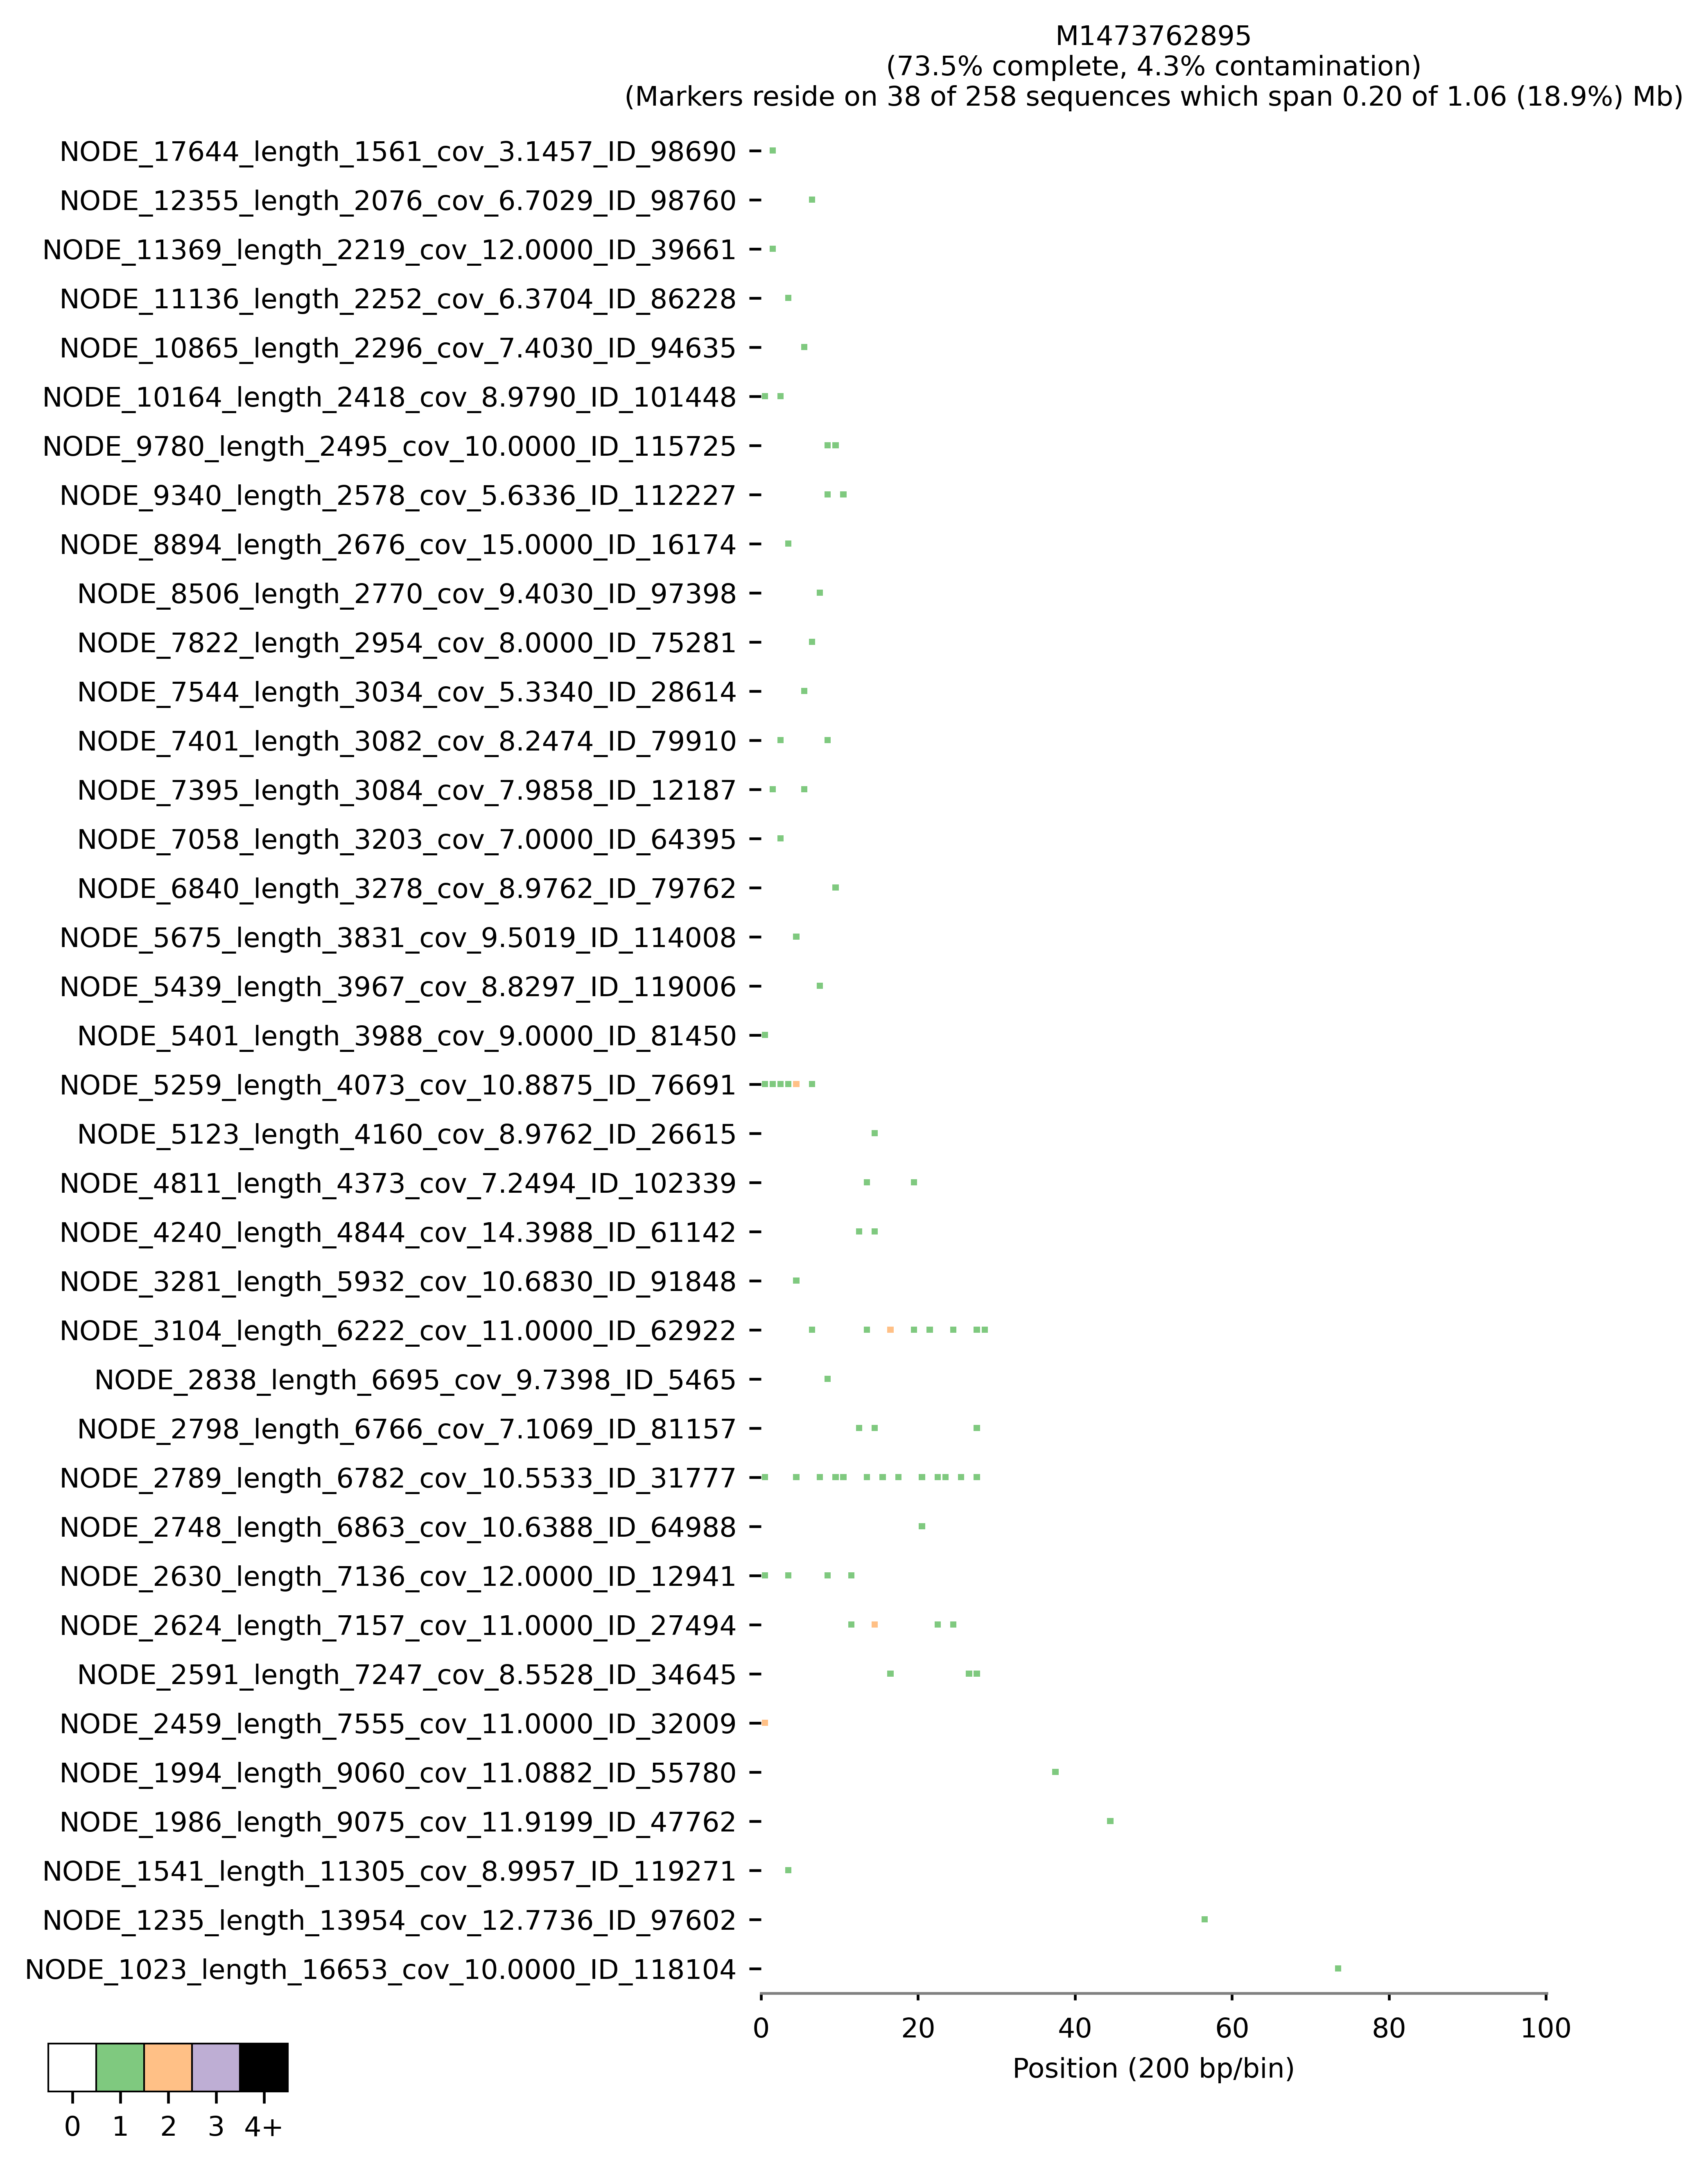 M1473762895
(73.5% complete, 4.3% contamination)
(Markers reside on 38 of 258 sequences which span 0.20 of 1.06 (18.9%) Mb)
NODE_17644_length_1561_cov_3.1457_ID_98690
NODE_12355_length_2076_cov_6.7029_ID_98760
NODE_11369_length_2219_cov_12.0000_ID_39661
NODE_11136_length_2252_cov_6.3704_ID_86228
NODE_10865_length_2296_cov_7.4030_ID_94635
NODE_10164_length_2418_cov_8.9790_ID_101448
NODE_9780_length_2495_cov_10.0000_ID_115725
NODE_9340_length_2578_cov_5.6336_ID_112227
NODE_8894_length_2676_cov_15.0000_ID_16174
NODE_8506_length_2770_cov_9.4030_ID_97398
NODE_7822_length_2954_cov_8.0000_ID_75281
NODE_7544_length_3034_cov_5.3340_ID_28614
NODE_7401_length_3082_cov_8.2474_ID_79910
NODE_7395_length_3084_cov_7.9858_ID_12187
NODE_7058_length_3203_cov_7.0000_ID_64395
NODE_6840_length_3278_cov_8.9762_ID_79762
NODE_5675_length_3831_cov_9.5019_ID_114008
NODE_5439_length_3967_cov_8.8297_ID_119006
NODE_5401_length_3988_cov_9.0000_ID_81450
NODE_5259_length_4073_cov_10.8875_ID_76691
NODE_5123_length_4160_cov_8.9762_ID_26615
NODE_4811_length_4373_cov_7.2494_ID_102339
NODE_4240_length_4844_cov_14.3988_ID_61142
NODE_3281_length_5932_cov_10.6830_ID_91848
NODE_3104_length_6222_cov_11.0000_ID_62922
NODE_2838_length_6695_cov_9.7398_ID_5465
NODE_2798_length_6766_cov_7.1069_ID_81157
NODE_2789_length_6782_cov_10.5533_ID_31777
NODE_2748_length_6863_cov_10.6388_ID_64988
NODE_2630_length_7136_cov_12.0000_ID_12941
NODE_2624_length_7157_cov_11.0000_ID_27494
NODE_2591_length_7247_cov_8.5528_ID_34645
NODE_2459_length_7555_cov_11.0000_ID_32009
NODE_1994_length_9060_cov_11.0882_ID_55780
NODE_1986_length_9075_cov_11.9199_ID_47762
NODE_1541_length_11305_cov_8.9957_ID_119271
NODE_1235_length_13954_cov_12.7736_ID_97602
NODE_1023_length_16653_cov_10.0000_ID_118104
0 20 40 60 80 100
Position (200 bp/bin)
0 1 2 3 4+